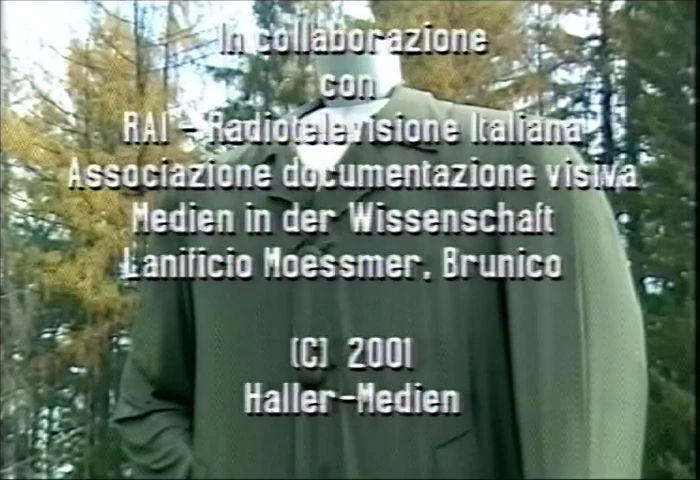 In collaborazione
con
RAI - Radiotelevisione Italiana
Associazione documentazione visiva
Medien in der Wissenschaft
Lanificio Moessmer, Brunico
(C) 2001
Haller-Medien